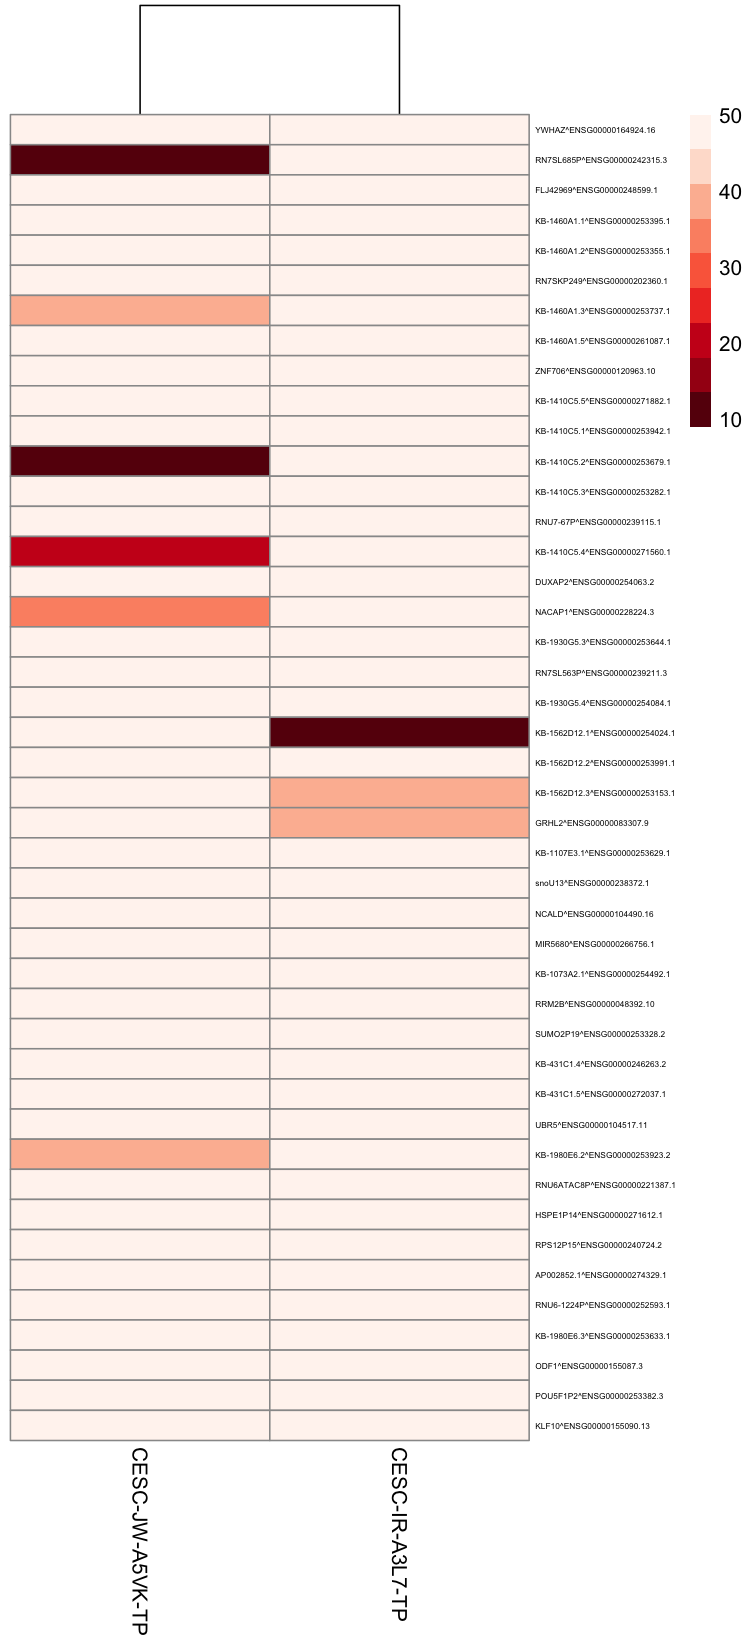 50
40
30
20
10
YWHAZ^ENSG00000164924.16
RN7SL685P^ENSG00000242315.3
FLJ42969^ENSG00000248599.1
KB-1460A1.1^ENSG00000253395.1
KB-1460A1.2^ENSG00000253355.1
RN7SKP249^ENSG00000202360.1
KB-1460A1.3^ENSG00000253737.1
KB-1460A1.5^ENSG00000261087.1
ZNF706^ENSG00000120963.10
KB-1410C5.5^ENSG00000271882.1
KB-1410C5.1^ENSG00000253942.1
KB-1410C5.2^ENSG00000253679.1
KB-1410C5.3^ENSG00000253282.1
RNU7-67P^ENSG00000239115.1
KB-1410C5.4^ENSG00000271560.1
DUXAP2^ENSG00000254063.2
NACAP1^ENSG00000228224.3
KB-1930G5.3^ENSG00000253644.1
RN7SL563P^ENSG00000239211.3
KB-1930G5.4^ENSG00000254084.1
KB-1562D12.1^ENSG00000254024.1
KB-1562D12.2^ENSG00000253991.1
KB-1562D12.3^ENSG00000253153.1
GRHL2^ENSG00000083307.9
KB-1107E3.1^ENSG00000253629.1
snoU13^ENSG00000238372.1
NCALD^ENSG00000104490.16
MIR5680^ENSG00000266756.1
KB-1073A2.1^ENSG00000254492.1
RRM2B^ENSG00000048392.10
SUMO2P19^ENSG00000253328.2
KB-431C1.4^ENSG00000246263.2
KB-431C1.5^ENSG00000272037.1
UBR5^ENSG00000104517.11
KB-1980E6.2^ENSG00000253923.2
RNU6ATAC8P^ENSG00000221387.1
HSPE1P14^ENSG00000271612.1
RPS12P15^ENSG00000240724.2
AP002852.1^ENSG00000274329.1
RNU6-1224P^ENSG00000252593.1
KB-1980E6.3^ENSG00000253633.1
ODF1^ENSG00000155087.3
POU5F1P2^ENSG00000253382.3
KLF10^ENSG00000155090.13
CESC-JW-A5VK-TP
CESC-IR-A3L7-TP